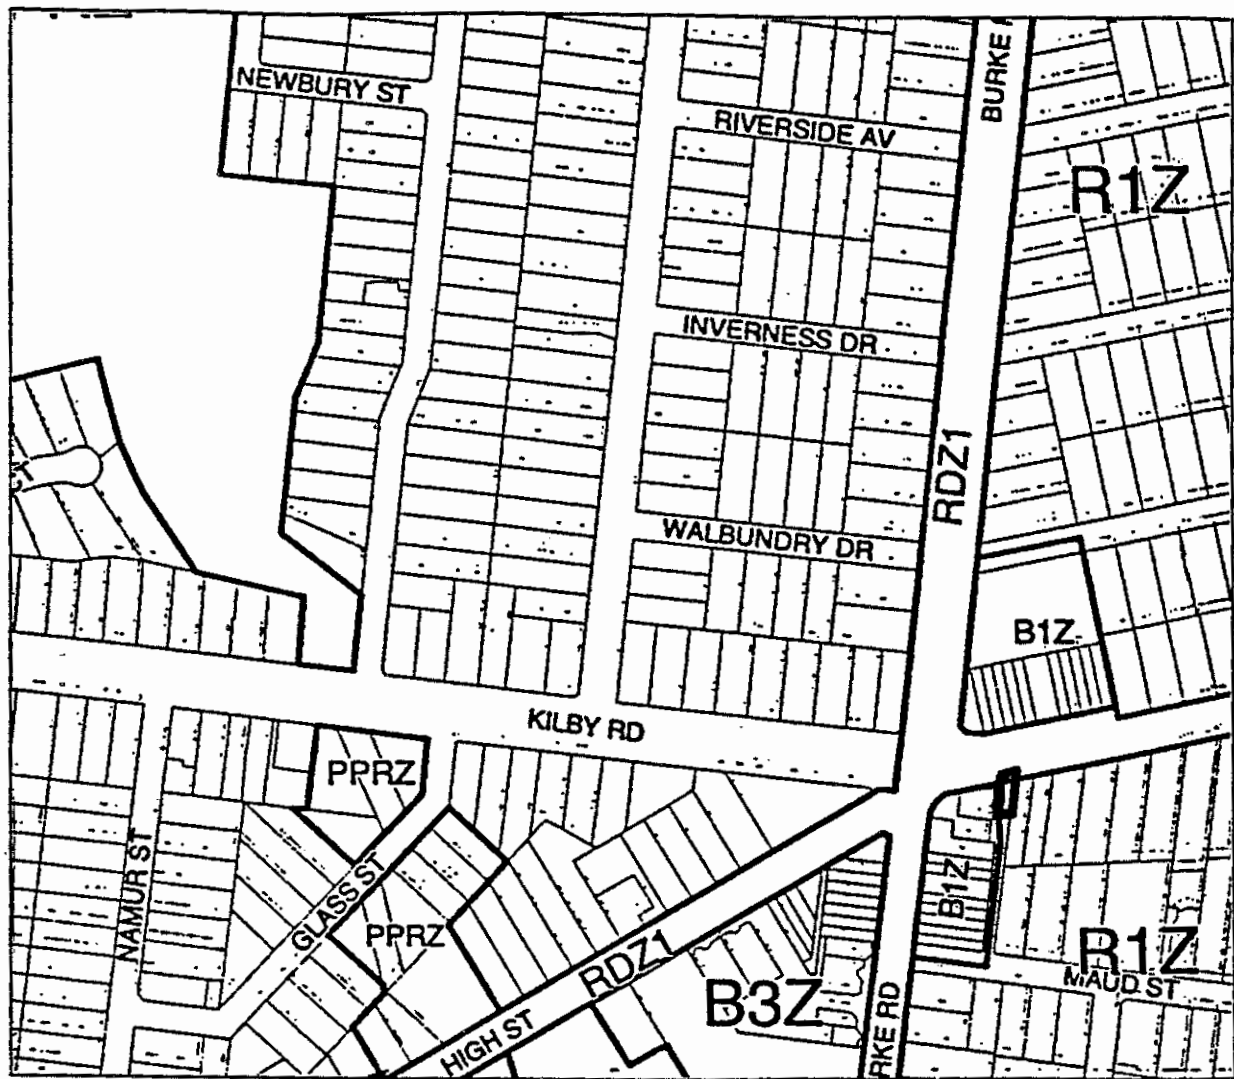 BURKE
NEWBURY ST
RIVERSIDE AV
R1Z
INVERNESS DR
RDZ1
CT
WALBUNDRY DR
B1Z
KILBY RD
PPRZ
NAMUR ST
GLASS ST
B1Z
PPRZ
RDZ1
R1Z
MAUD ST
B3Z
HIGH ST
RKE RD